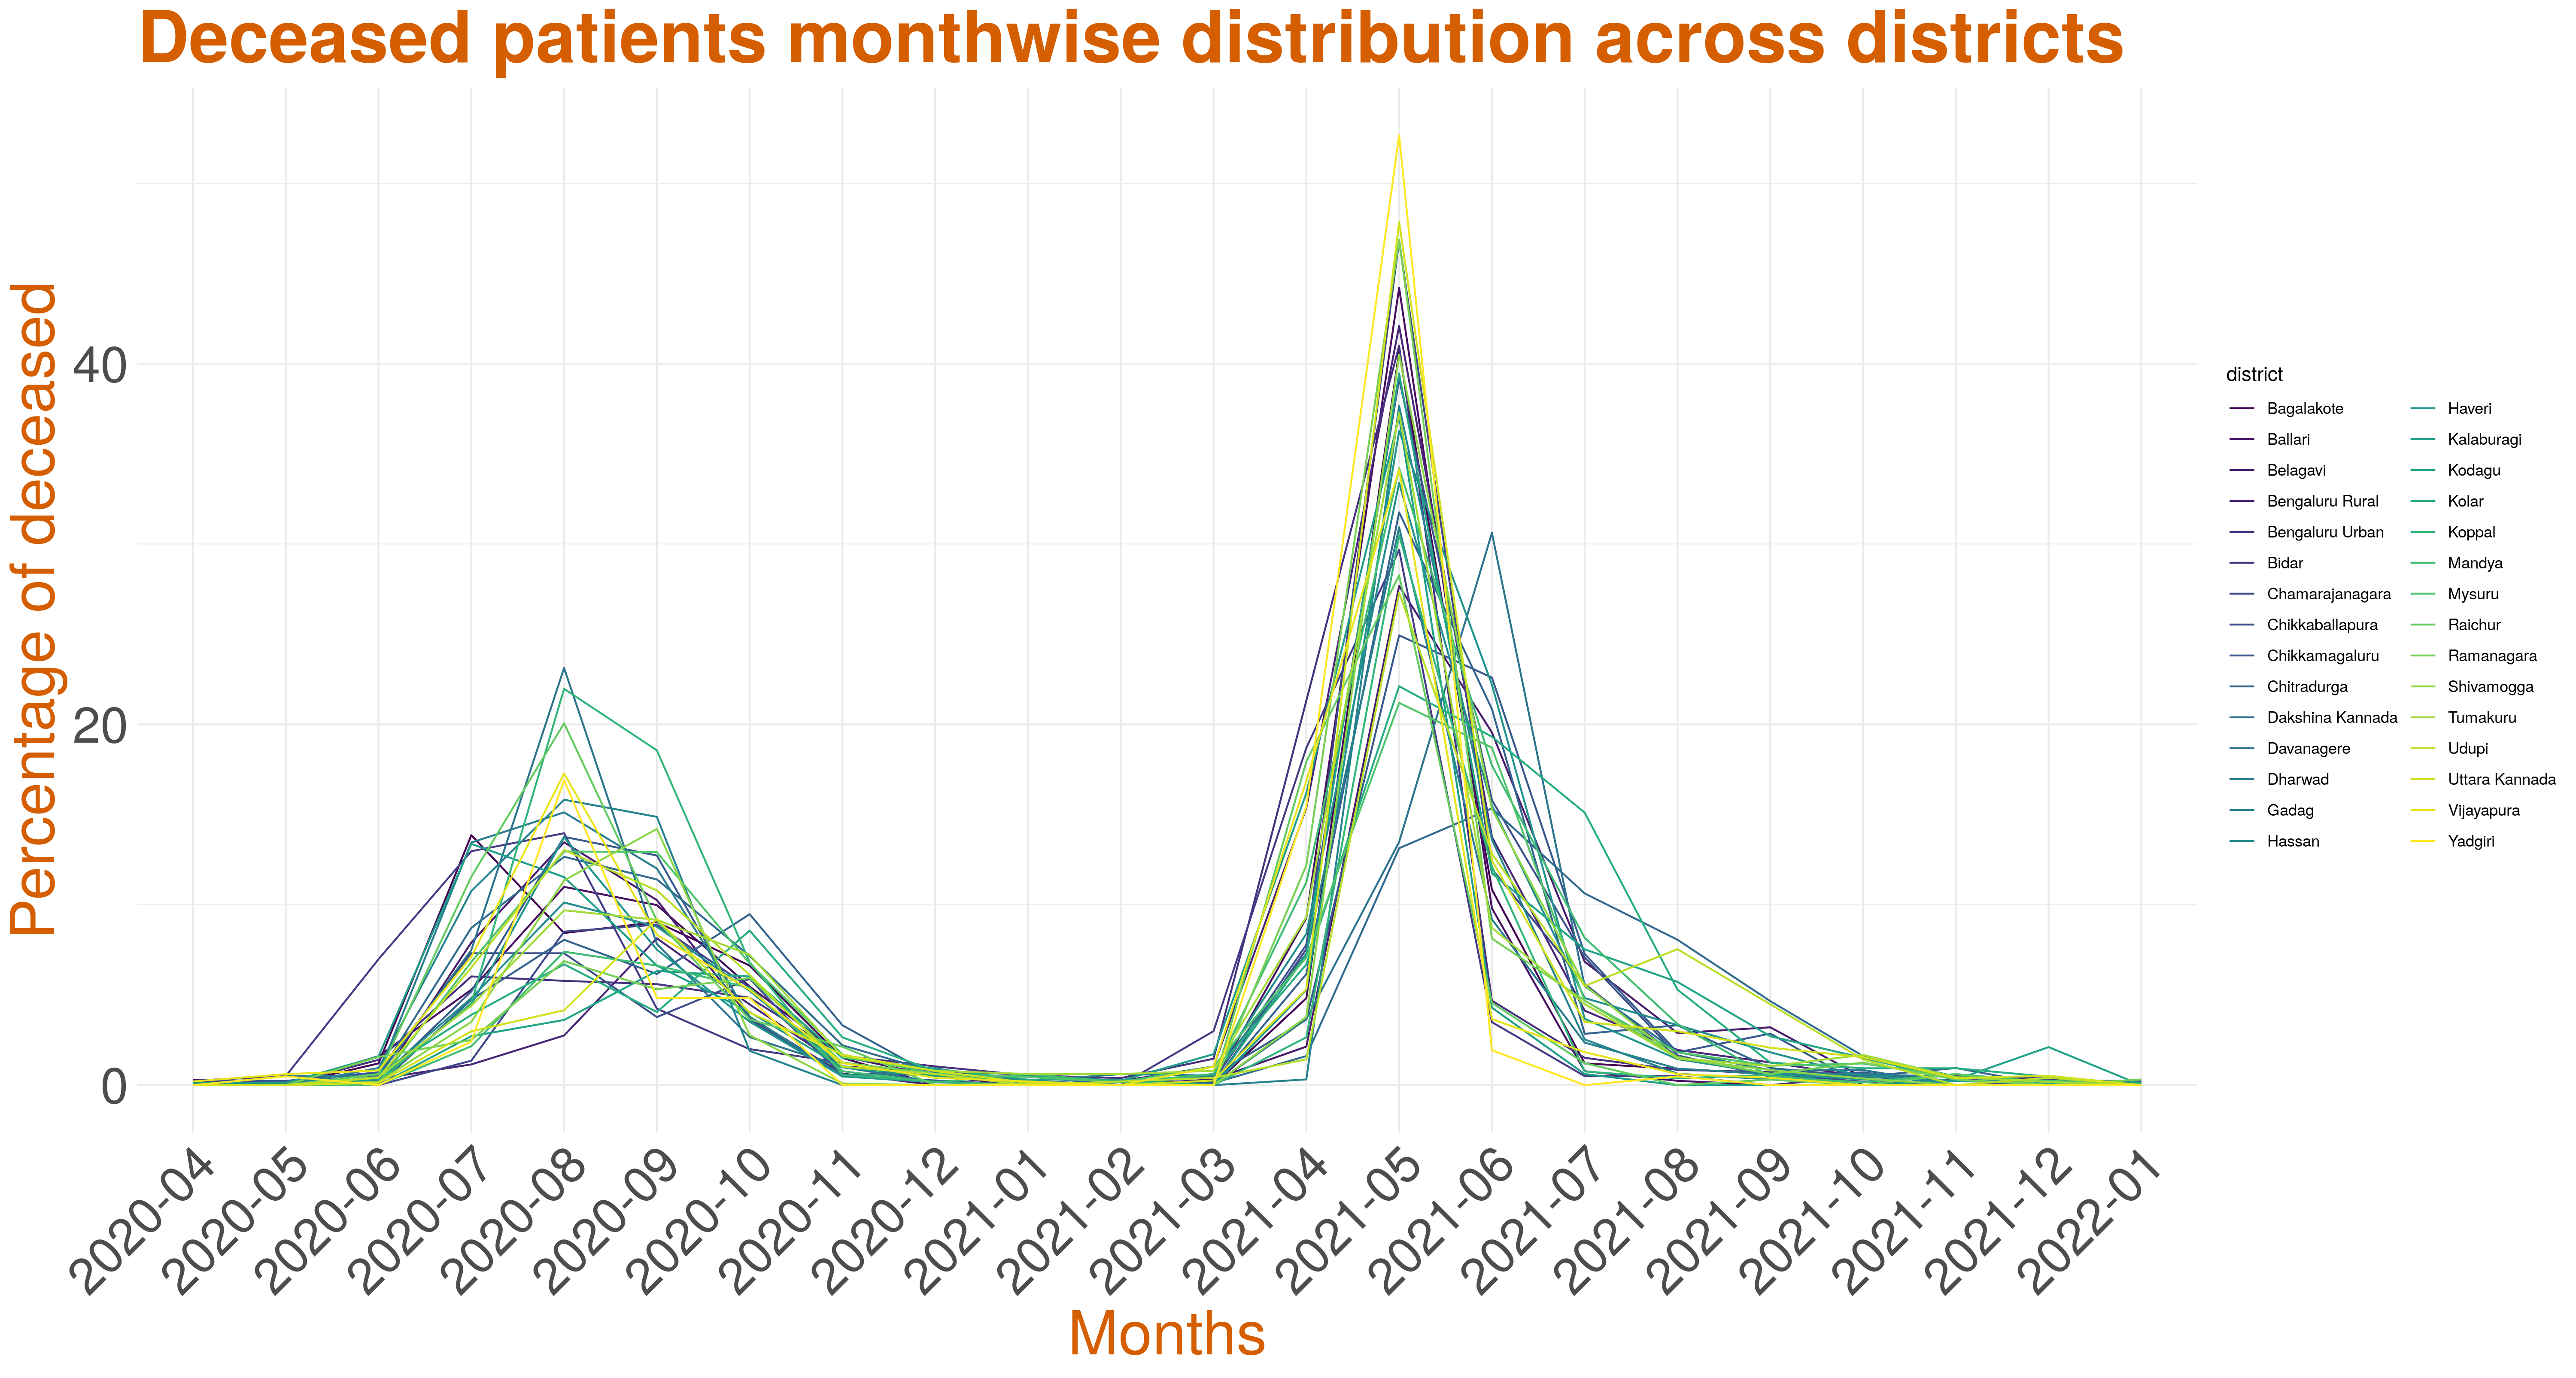 Deceased patients monthwise distribution across districts
Percentage of deceased
40
20
0
2020-04
2020-05
2020-06
2020-07
2020-08
2020-09
2020-10
2020-11
2020-12
2021-01
2021-02
2021-03
2021-04
2021-05
2021-06
2021-07
2021-08
2021-09
2021-10
2021-11
2021-12
2022-01
Months
district
Bagalakote
Ballari
Belagavi
Bengaluru Rural
Bengaluru Urban
Bidar
Chamarajanagara
Chikkaballapura
Chikkamagaluru
Chitradurga
Dakshina Kannada
Davanagere
Dharwad
Gadag
Hassan
Haveri
Kalaburagi
Kodagu
Kolar
Koppal
Mandya
Mysuru
Raichur
Ramanagara
Shivamogga
Tumakuru
Udupi
Uttara Kannada
Vijayapura
Yadgiri